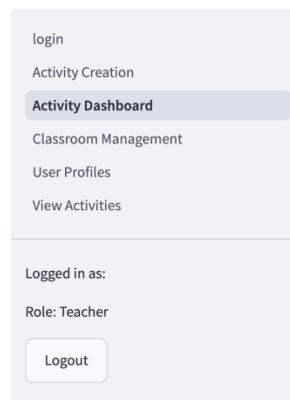 login
Activity Creation
Activity Dashboard
Classroom Management
User Profiles
View Activities
Logged in as:
Role: Teacher
Logout